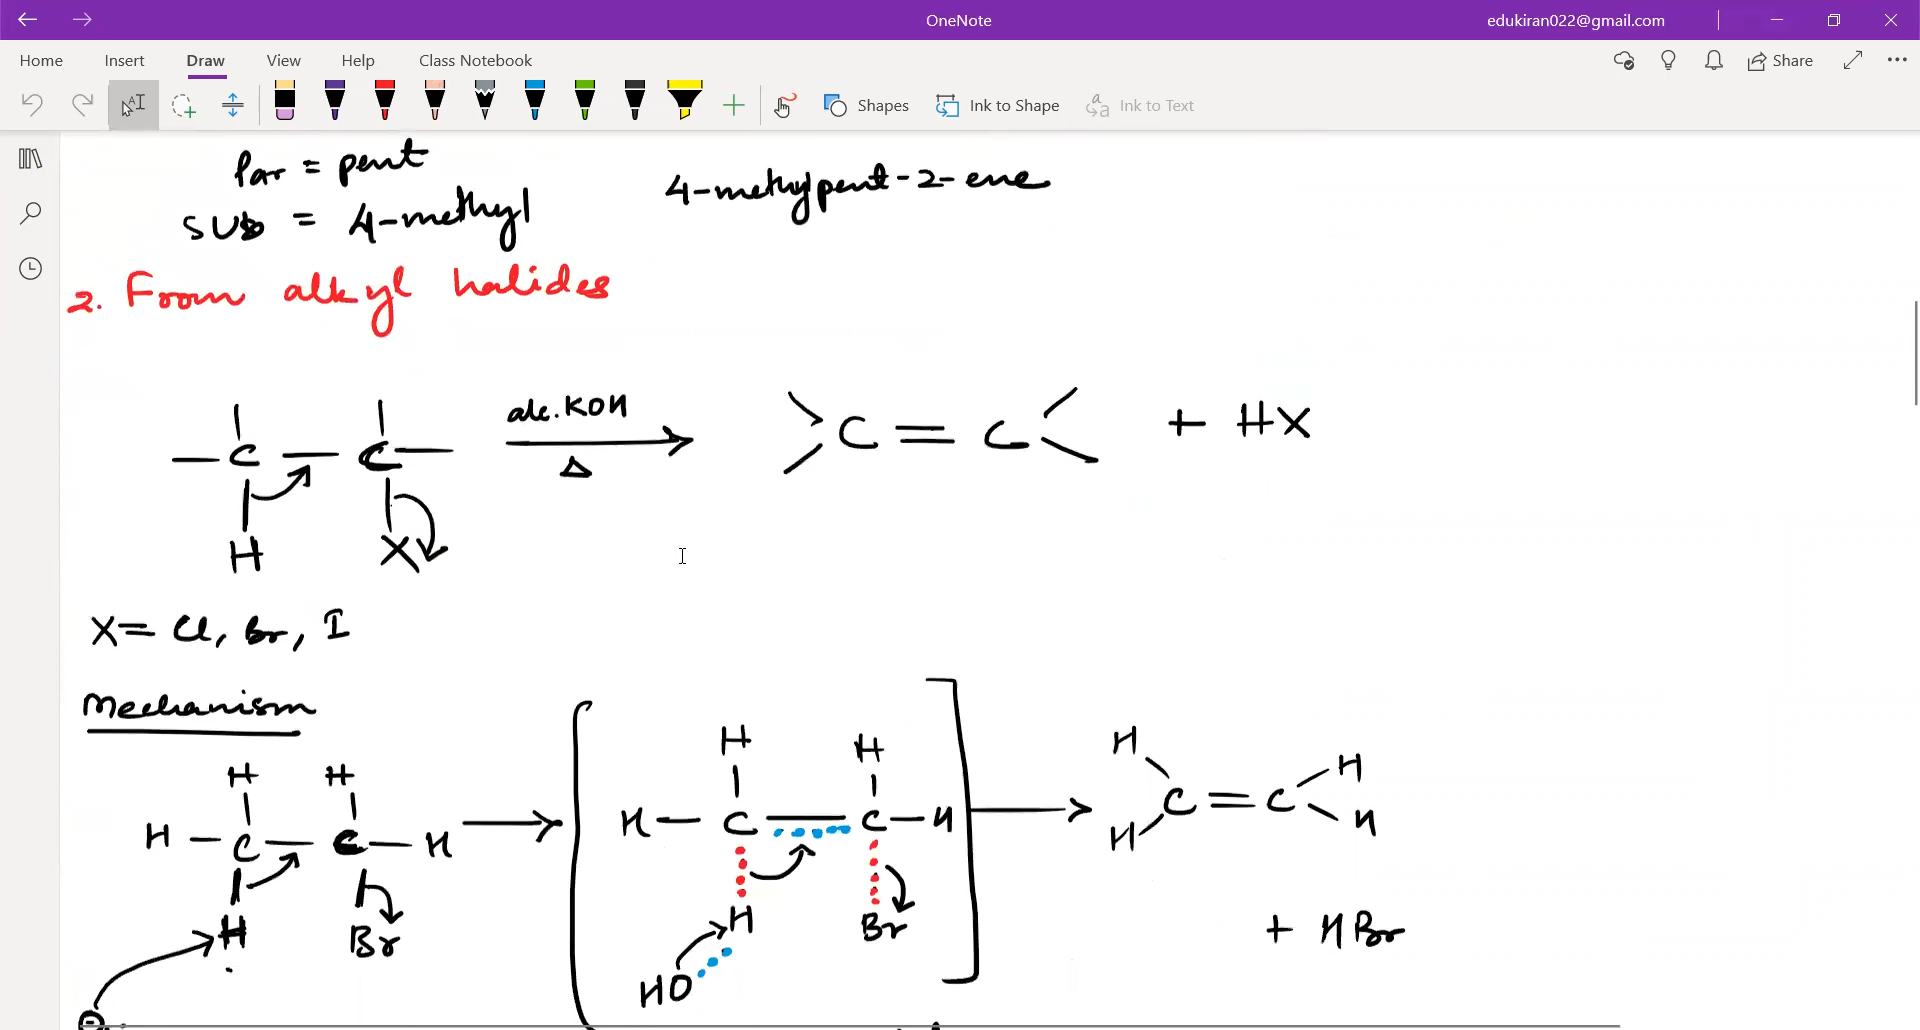 OneNote
edukiran022@gmail.com
Home Insert Draw View Help Class Notebook
Share
Shapes Ink to Shape Ink to Text
Par = pent
sub = 4-methyl
4-methylpent-2-ene
2. From alkyl halides
- C - C - alc. KOH Δ > C = C < + HX
H X
X = Cl, Br, I
Mechanism
H H
H - C - C - H
H Br
H H
H - C - C - H
H Br
HO
H H
C = C
H H
+ HBr